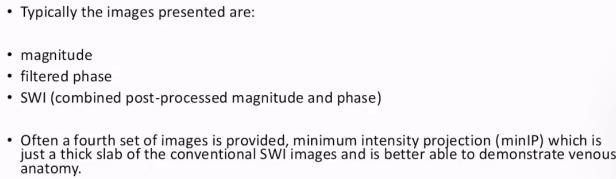 • Typically the images presented are:
• magnitude
• filtered phase
• SWI (combined post-processed magnitude and phase)
• Often a fourth set of images is provided, minimum intensity projection (minIP) which is
just a thick slab of the conventional SWI images and is better able to demonstrate venous
anatomy.